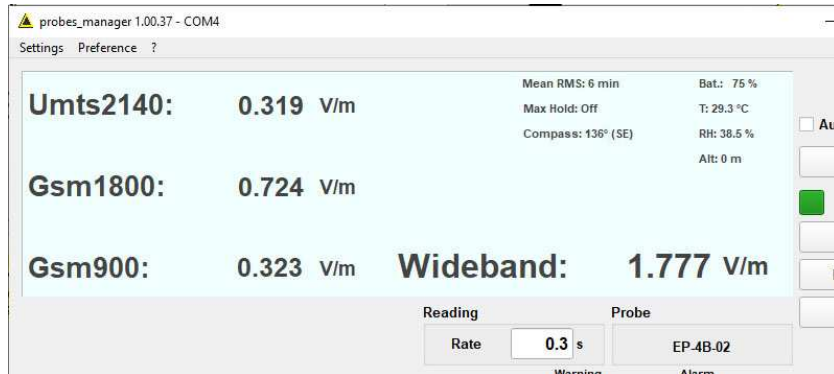 probes_manager 1.00.37 - COM4
Settings Preference ?
Mean RMS: 6 min Bat.: 75 %
Umts2140: 0.319 V/m Max Hold: Off T: 29.3 °C
Compass: 136° (SE) RH: 38.5 %
Alt: 0 m
Gsm1800: 0.724 V/m
Gsm900: 0.323 V/m Wideband: 1.777 V/m
Reading Probe
Rate 0.3 s EP-4B-02
Warning Alarm